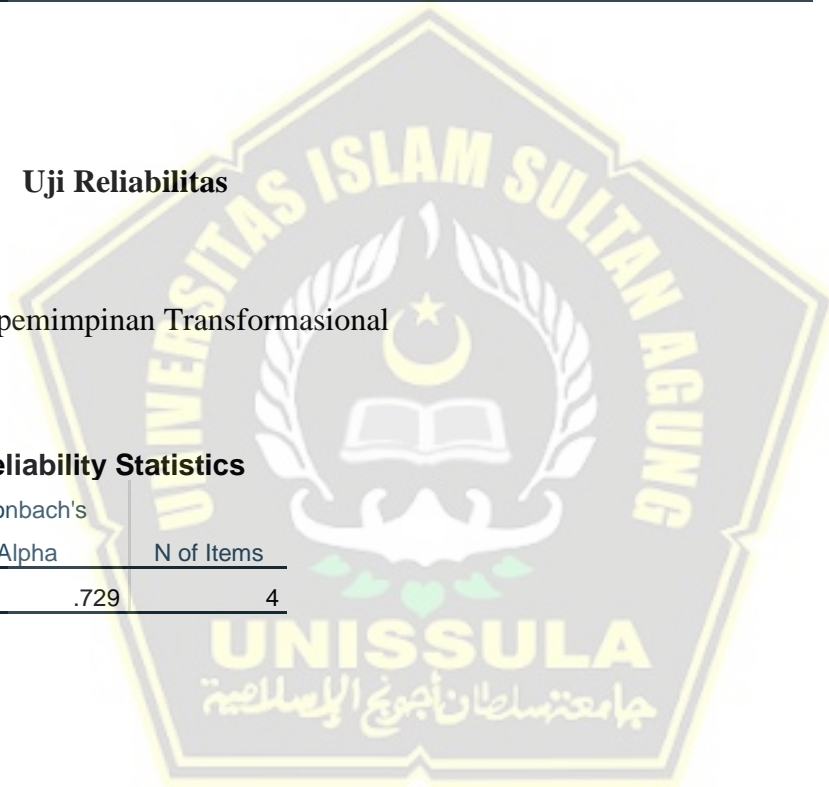 Uji Reliabilitas
pemimpinan Transformasional
eliability Statistics
onbach's
Alpha N of Items
.729 4
UNIVERSITAS ISLAM SULTAN AGUNG
UNISSULA
جامعة سلطان أجونج الإسلامية